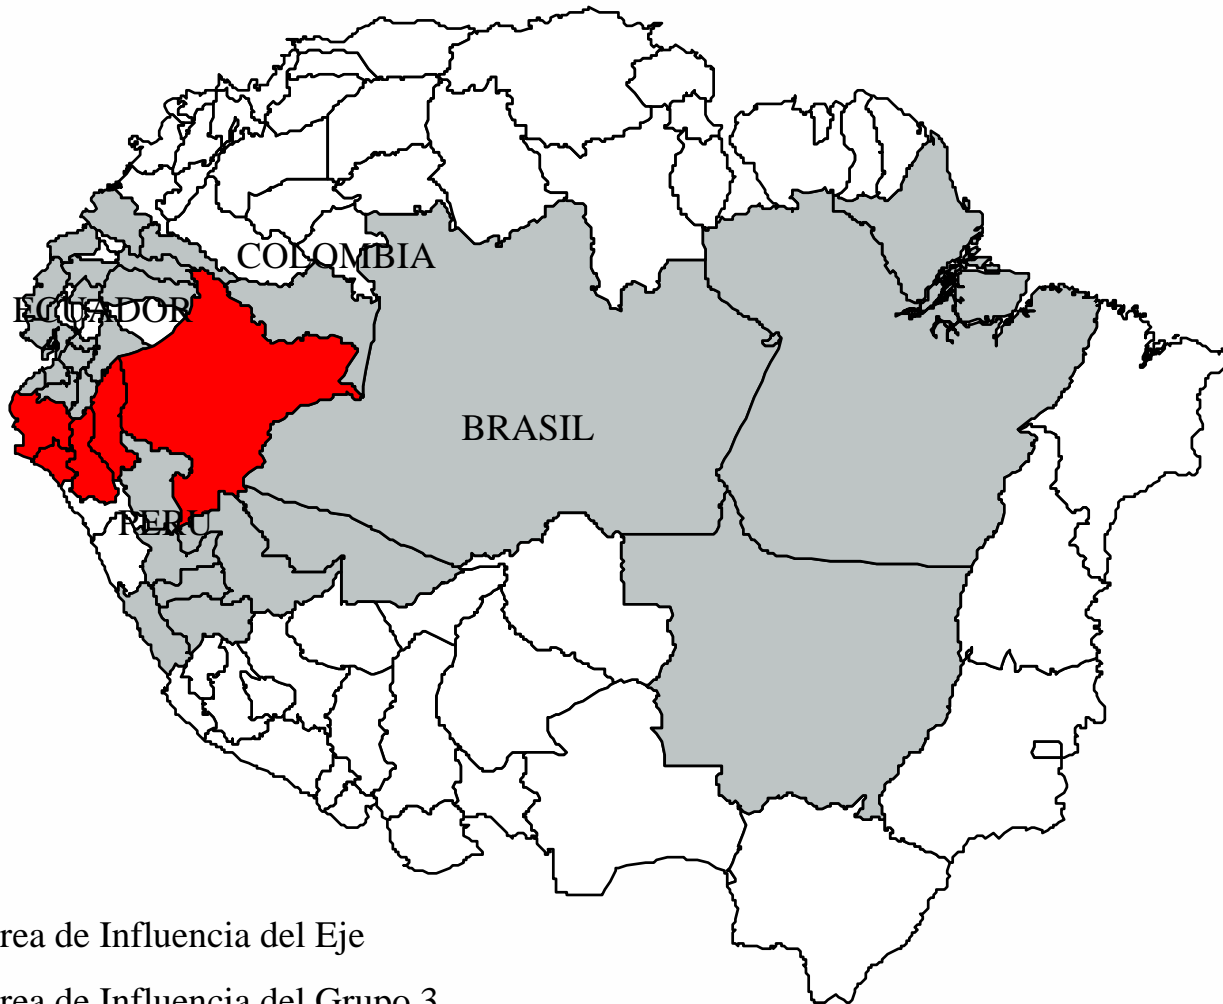 COLOMBIA
ECUADOR
BRASIL
PERU
rea de Influencia del Eje
rea de Influencia del Grupo 3